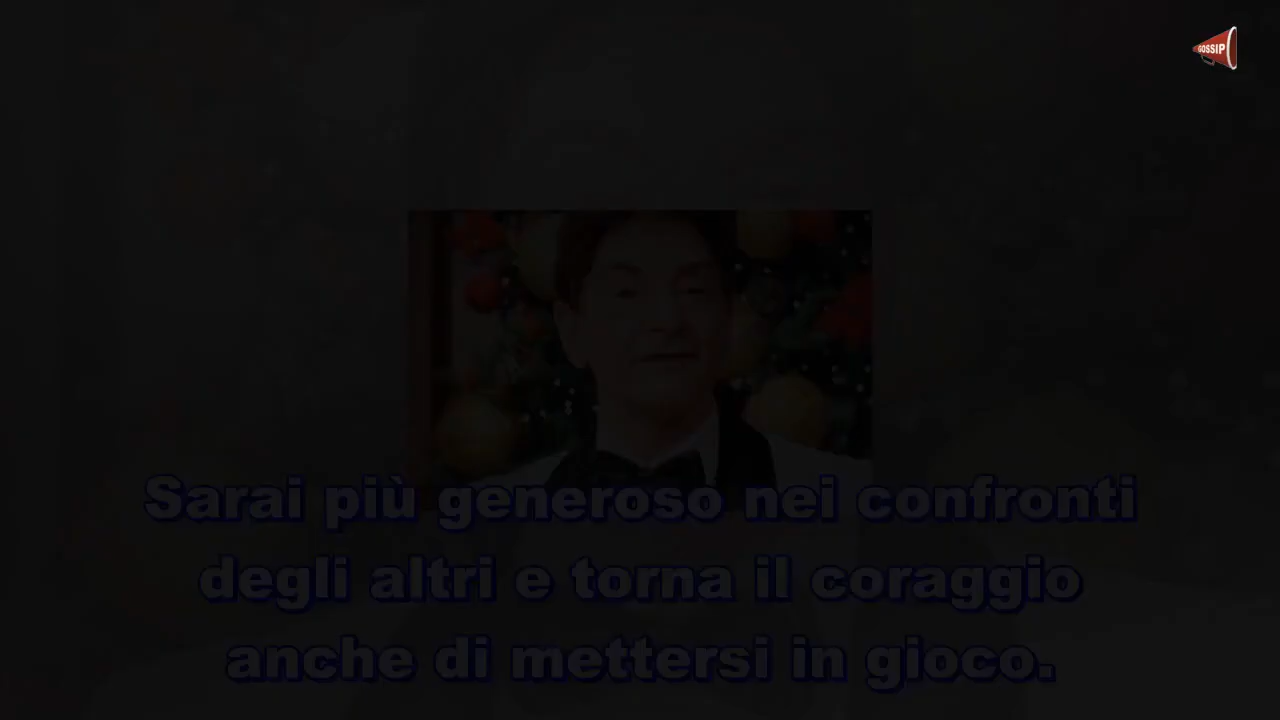 GOSSIP
Sarai più generoso nei confronti
degli altri e torna il coraggio
anche di mettersi in gioco.